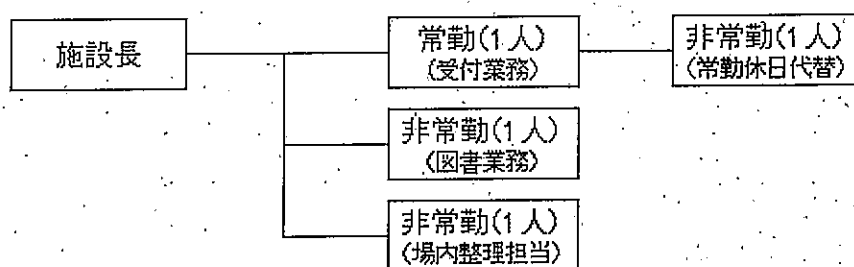 施設長
常勤(1人)
(受付業務)
非常勤(1人)
(常勤休日代替)
非常勤(1人)
(図書業務)
非常勤(1人)
(場内整理担当)